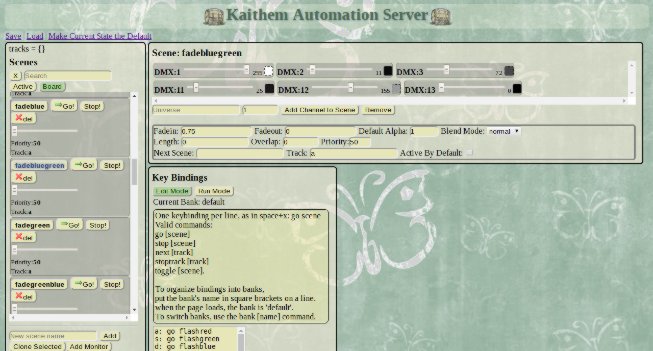 Kaithem Automation Server
Save Load Make Current State the Default
tracks = {}
Scenes
X Search
Active Board
Track:a
fadeblue Go! Stop!
del
Priority:50
Track:a
fadebluegreen Go! Stop!
del
Priority:50
Track:a
fadegreen Go! Stop!
del
Priority:50
Track:a
fadegreenblue Go! Stop!
del
New scene name Add
Clone Selected Add Monitor
Scene: fadebluegreen
DMX:1 255 DMX:2 11 DMX:3 72
DMX:11 25 DMX:12 155 DMX:13 0
Universe 1 Add Channel to Scene Remove
Fadein: 0.75 Fadeout: 0 Default Alpha: 1 Blend Mode: normal
Length: 0 Overlap: 0 Priority:50
Next Scene: Track: a Active By Default:
Key Bindings
Edit Mode Run Mode
Current Bank: default
One keybinding per line. as in space+x: go scene
Valid commands:
go [scene]
stop [scene]
next [track]
stoptrack [track]
toggle [scene].
To organize bindings into banks,
put the bank's name in square brackets on a line.
when the page loads, the bank is 'default'.
To switch banks, use the bank [name] command.
a: go flashred
s: go flashgreen
d: go flashblue